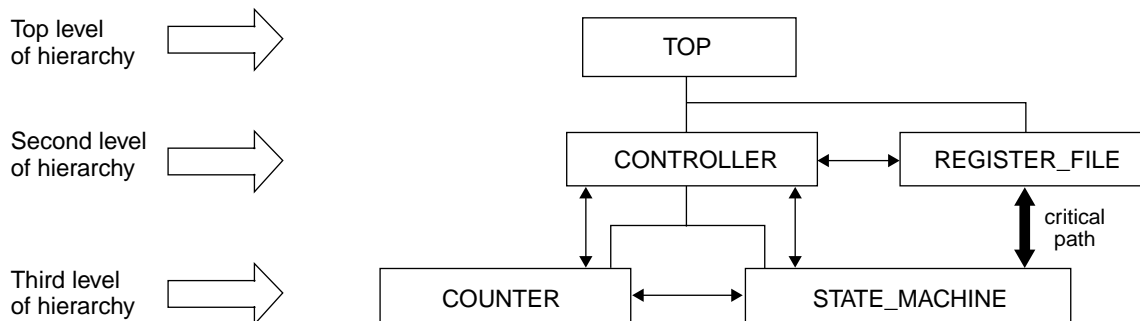 Top level
of hierarchy
TOP
Second level
of hierarchy
CONTROLLER
REGISTER_FILE
critical
path
Third level
of hierarchy
COUNTER
STATE_MACHINE